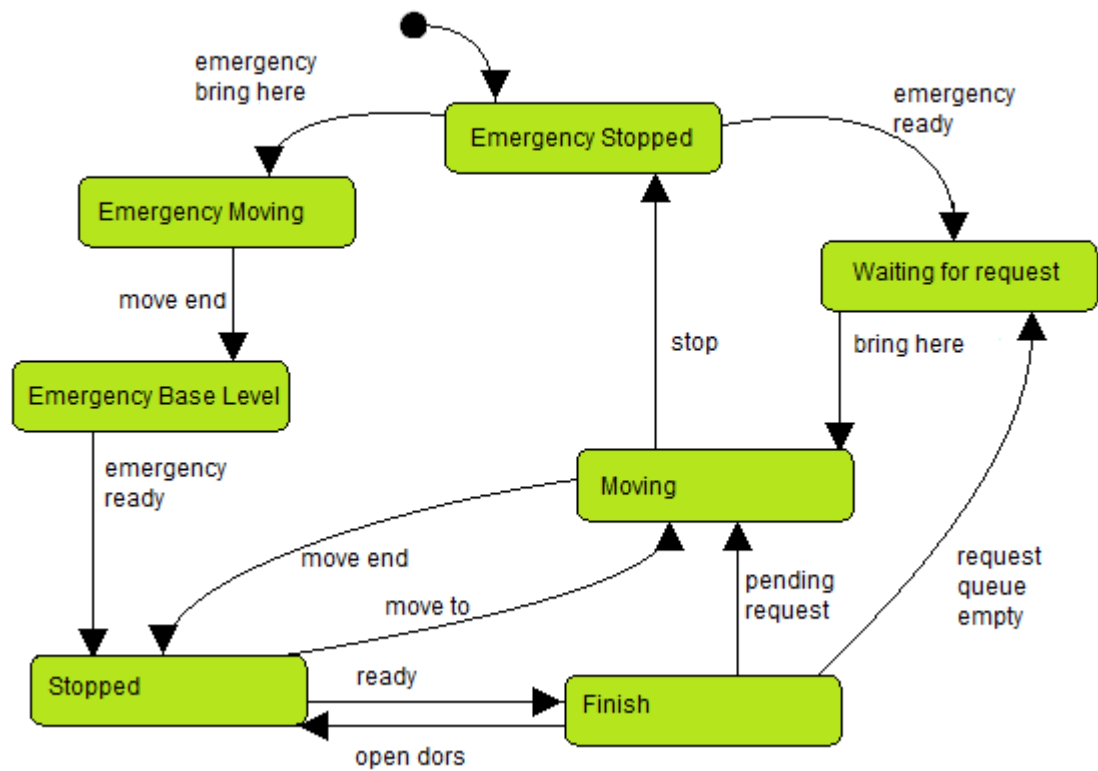 emergency
bring here
emergency
ready
Emergency Stopped
Emergency Moving
Waiting for request
move end
stop
bring here
Emergency Base Level
emergency
ready
Moving
move end
move to
pending
request
request
queue
empty
Stopped
ready
Finish
open dors